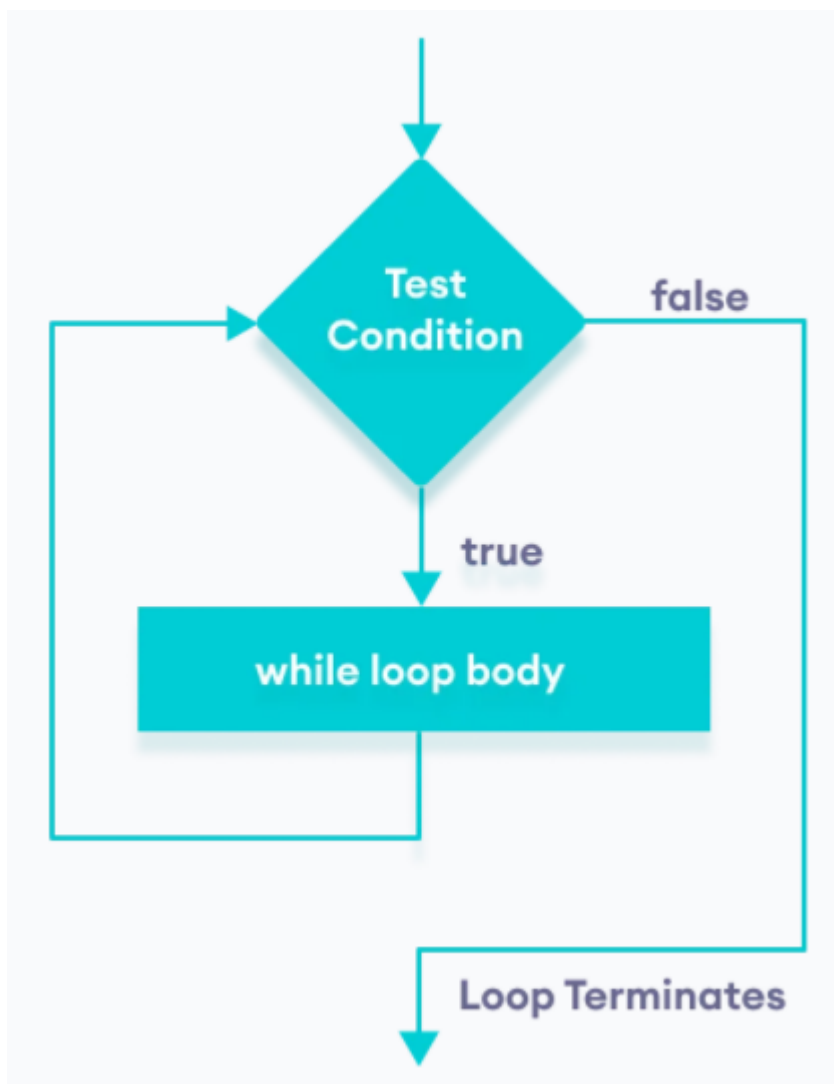 Test
Condition
false
true
while loop body
Loop Terminates